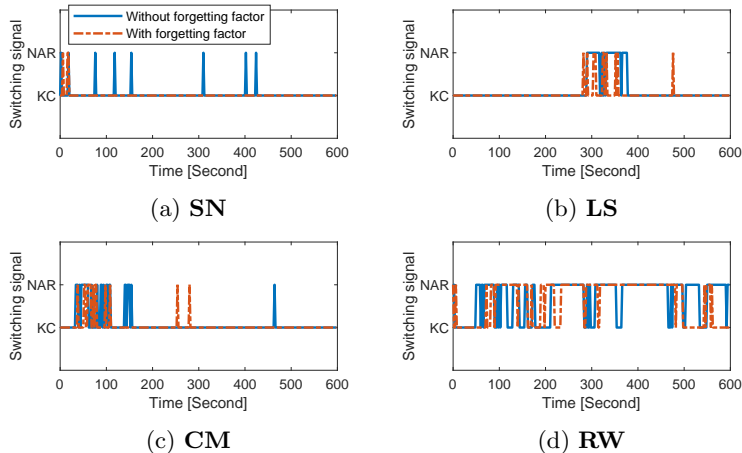 Without forgetting factor
With forgetting factor
Switching signal
NAR
KC
0 100 200 300 400 500 600
Time [Second]
(a) SN
Switching signal
NAR
KC
0 100 200 300 400 500 600
Time [Second]
(b) LS
Switching signal
NAR
KC
0 100 200 300 400 500 600
Time [Second]
(c) CM
Switching signal
NAR
KC
0 100 200 300 400 500 600
Time [Second]
(d) RW